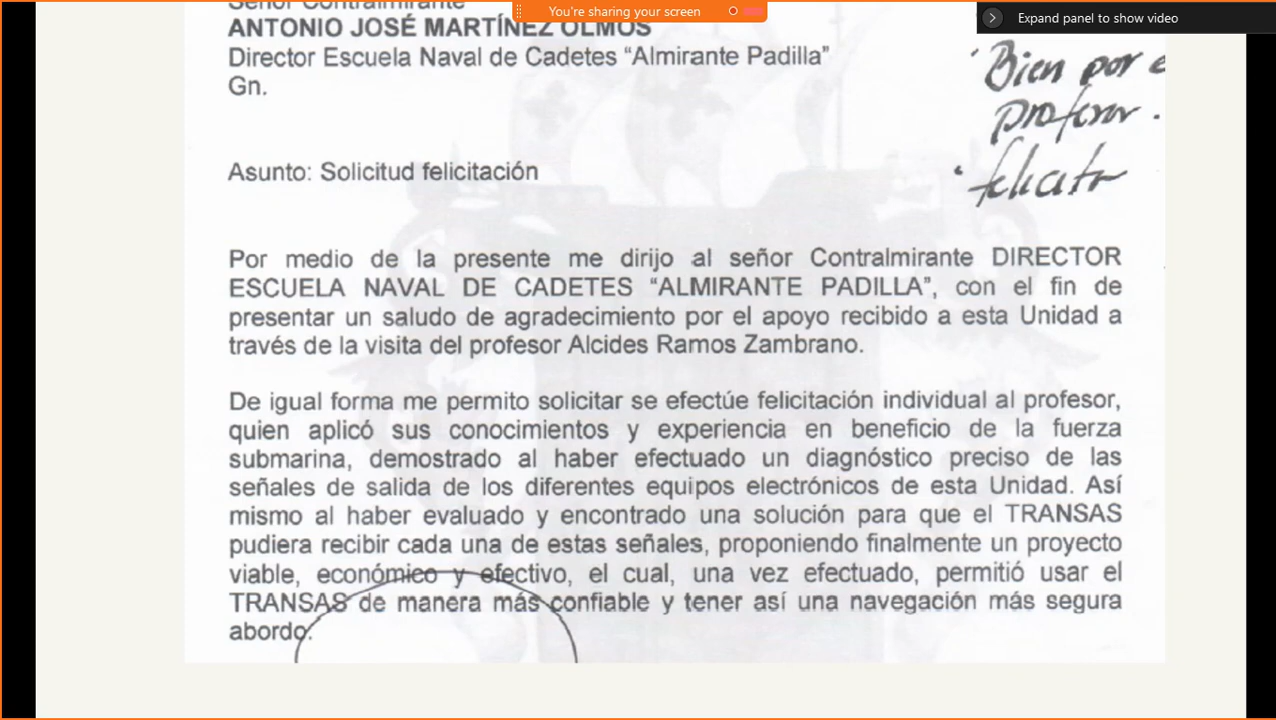 You're sharing your screen
Expand panel to show video
Señor Contralmirante
ANTONIO JOSÉ MARTÍNEZ OLMOS
Director Escuela Naval de Cadetes “Almirante Padilla”
Gn.
Bien por e
profesor.
felicitar
Asunto: Solicitud felicitación
Por medio de la presente me dirijo al señor Contralmirante DIRECTOR
ESCUELA NAVAL DE CADETES “ALMIRANTE PADILLA”, con el fin de
presentar un saludo de agradecimiento por el apoyo recibido a esta Unidad a
través de la visita del profesor Alcides Ramos Zambrano.
De igual forma me permito solicitar se efectúe felicitación individual al profesor,
quien aplicó sus conocimientos y experiencia en beneficio de la fuerza
submarina, demostrado al haber efectuado un diagnóstico preciso de las
señales de salida de los diferentes equipos electrónicos de esta Unidad. Así
mismo al haber evaluado y encontrado una solución para que el TRANSAS
pudiera recibir cada una de estas señales, proponiendo finalmente un proyecto
viable, económico y efectivo, el cual, una vez efectuado, permitió usar el
TRANSAS de manera más confiable y tener así una navegación más segura
abordo.